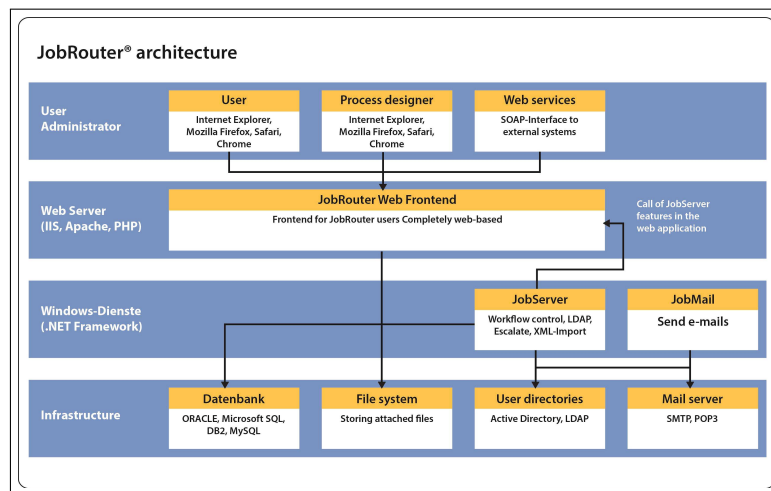 JobRouter® architecture
User
Administrator
User
Internet Explorer,
Mozilla Firefox, Safari,
Chrome
Process designer
Internet Explorer,
Mozilla Firefox, Safari,
Chrome
Web services
SOAP-Interface to
external systems
Web Server
(IIS, Apache, PHP)
JobRouter Web Frontend
Frontend for JobRouter users Completely web-based
Call of JobServer
features in the
web application
Windows-Dienste
(.NET Framework)
JobServer
Workflow control, LDAP,
Escalate, XML-Import
JobMail
Send e-mails
Infrastructure
Datenbank
ORACLE, Microsoft SQL,
DB2, MySQL
File system
Storing attached files
User directories
Active Directory, LDAP
Mail server
SMTP, POP3